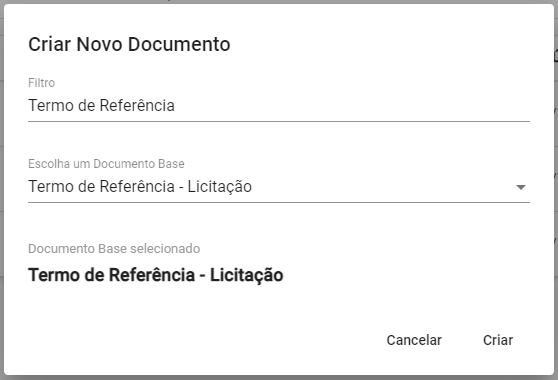 Criar Novo Documento
Filtro
Termo de Referência
Escolha um Documento Base
Termo de Referência - Licitação
Documento Base selecionado
Termo de Referência - Licitação
Cancelar Criar